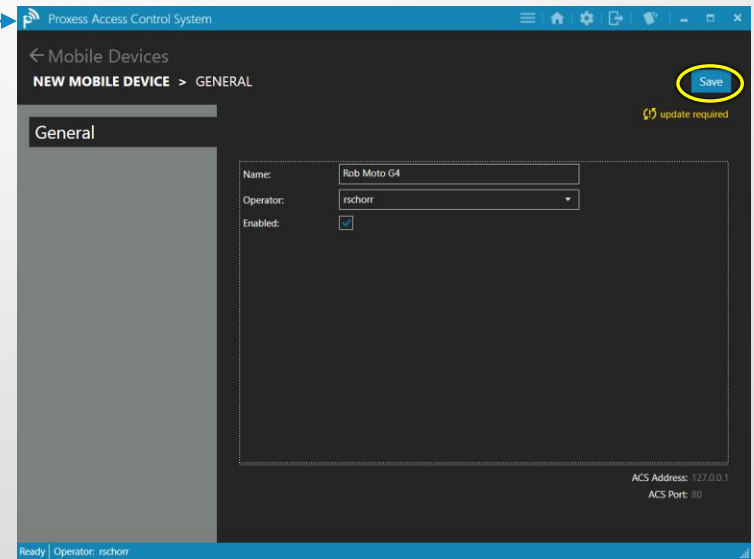 Proxess Access Control System
Mobile Devices
NEW MOBILE DEVICE > GENERAL
Save
update required
General
Name: Rob Moto G4
Operator: rschorr
Enabled:
ACS Address: 127.0.0.1
ACS Port: 80
Ready Operator: rschorr